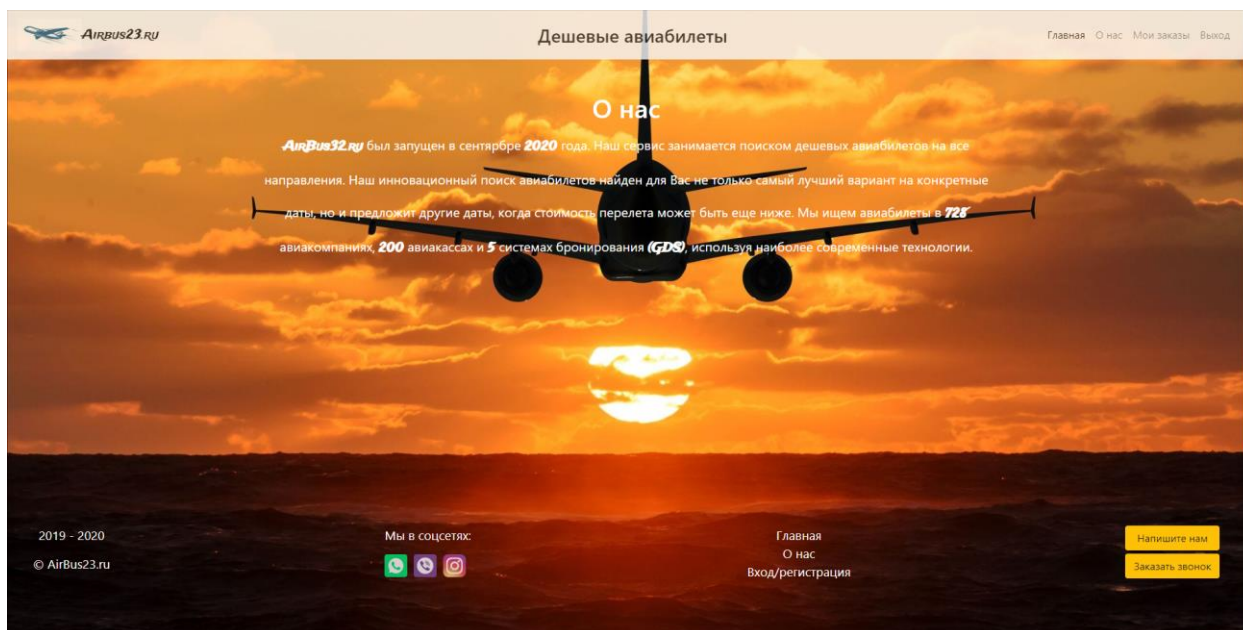 Airbus23.ru
Дешевые авиабилеты
Главная О нас Мои заказы Выход
О нас
AirBus32.ru был запущен в сентярбре 2020 года. Наш сервис занимается поиском дешевых авиабилетов на все
направления. Наш инновационный поиск авиабилетов найден для Вас не только самый лучший вариант на конкретные
даты, но и предложит другие даты, когда стоимость перелета может быть еще ниже. Мы ищем авиабилеты в 728
авиакомпаниях, 200 авиакассах и 5 системах бронирования (GDS), используя наиболее современные технологии.
2019 - 2020
© AirBus23.ru
Мы в соцсетях:
Главная
О нас
Вход/регистрация
Напишите нам
Заказать звонок